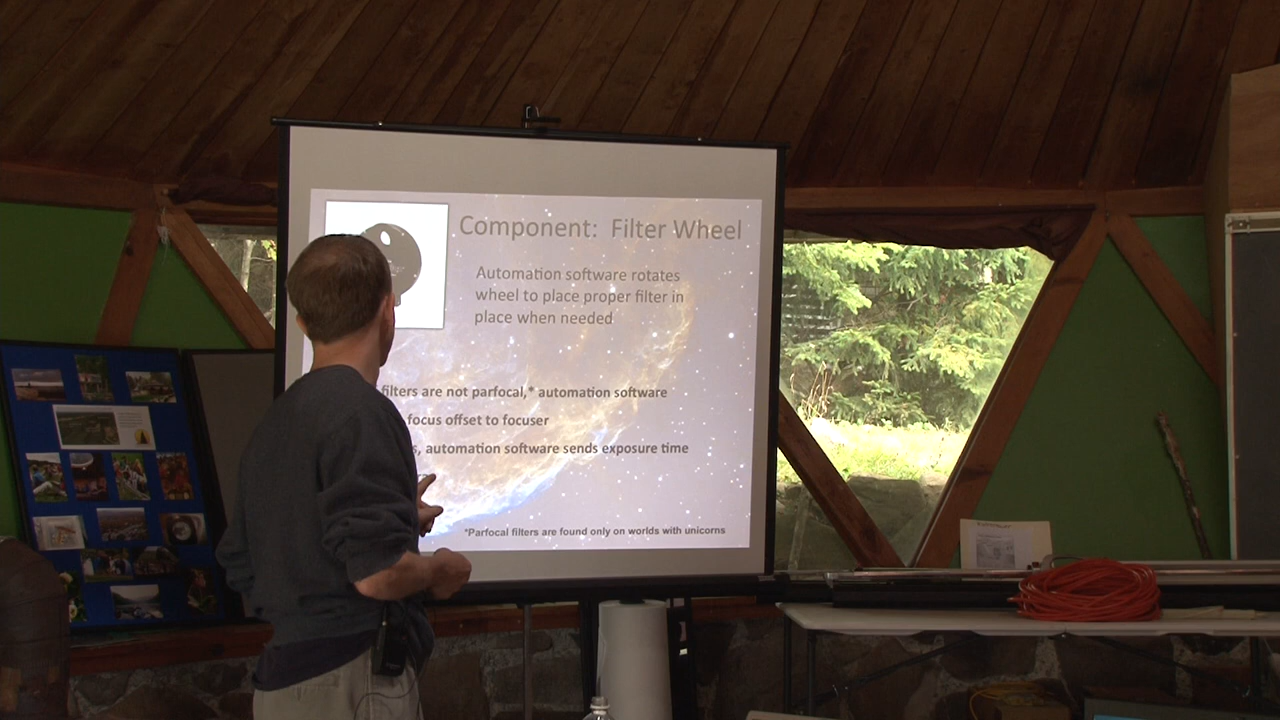 Component: Filter Wheel
Automation software rotates
wheel to place proper filter in
place when needed
filters are not parfocal,* automation software
focus offset to focuser
automation software sends exposure time
*Parfocal filters are found only on worlds with unicorns